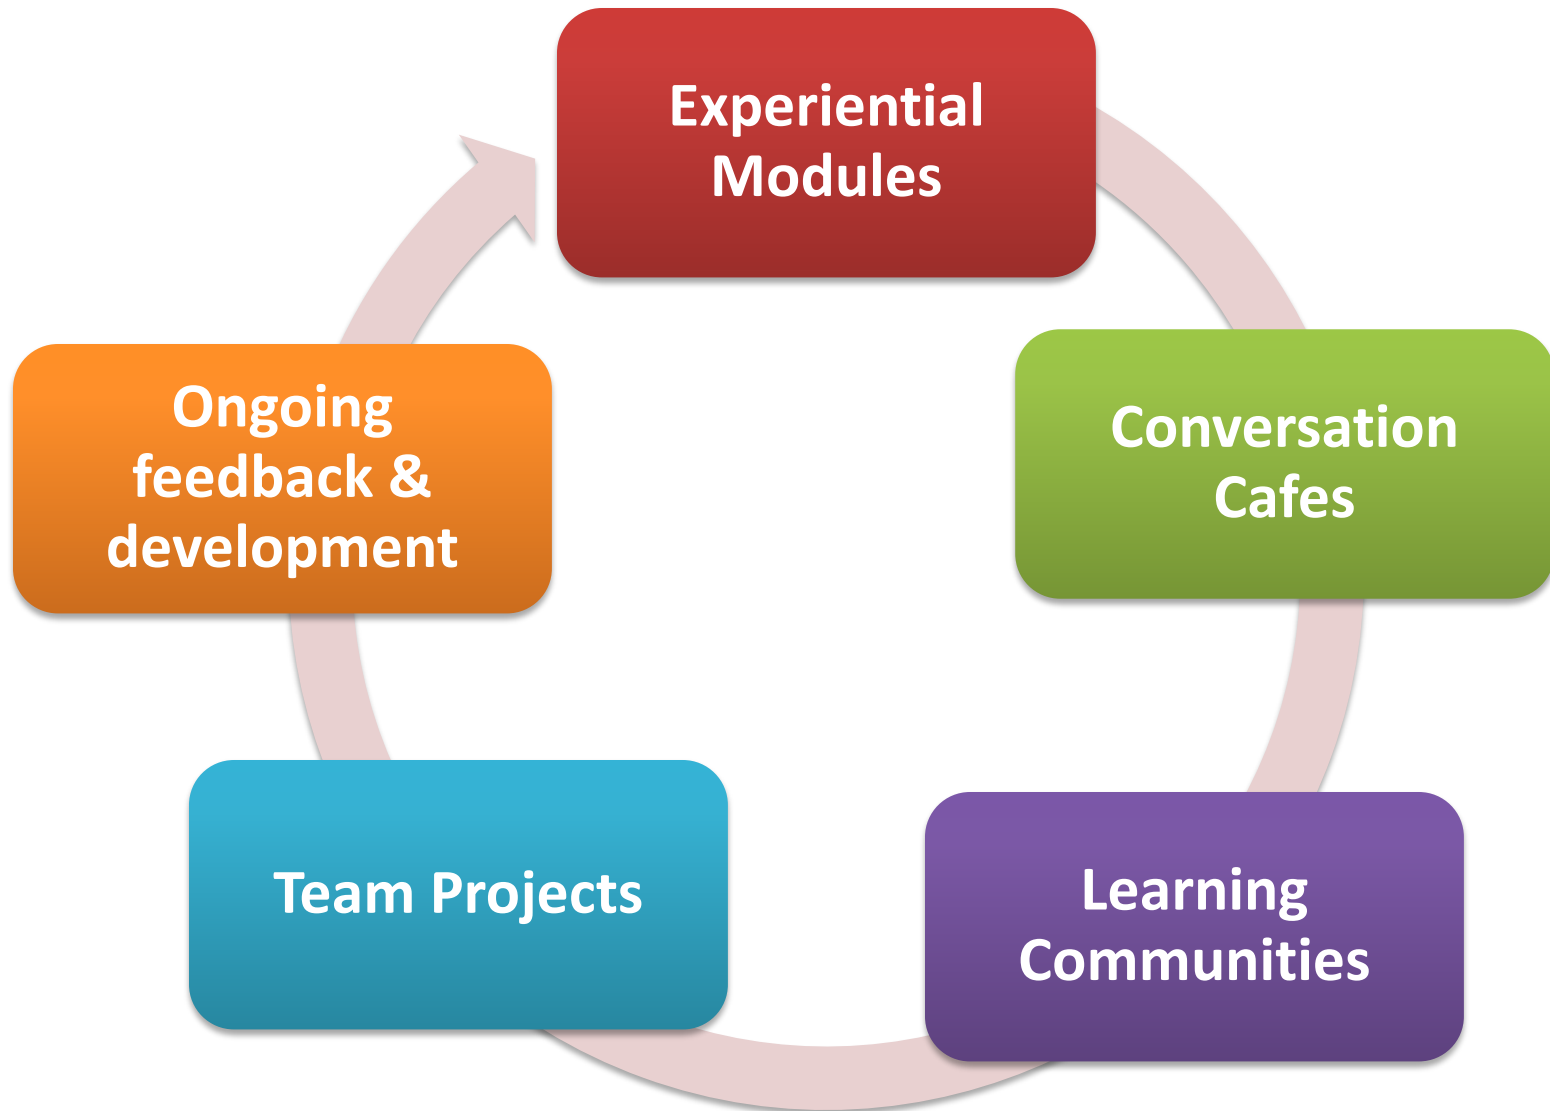 Experiential
Modules
Conversation
Cafes
Learning
Communities
Team Projects
Ongoing
feedback &
development